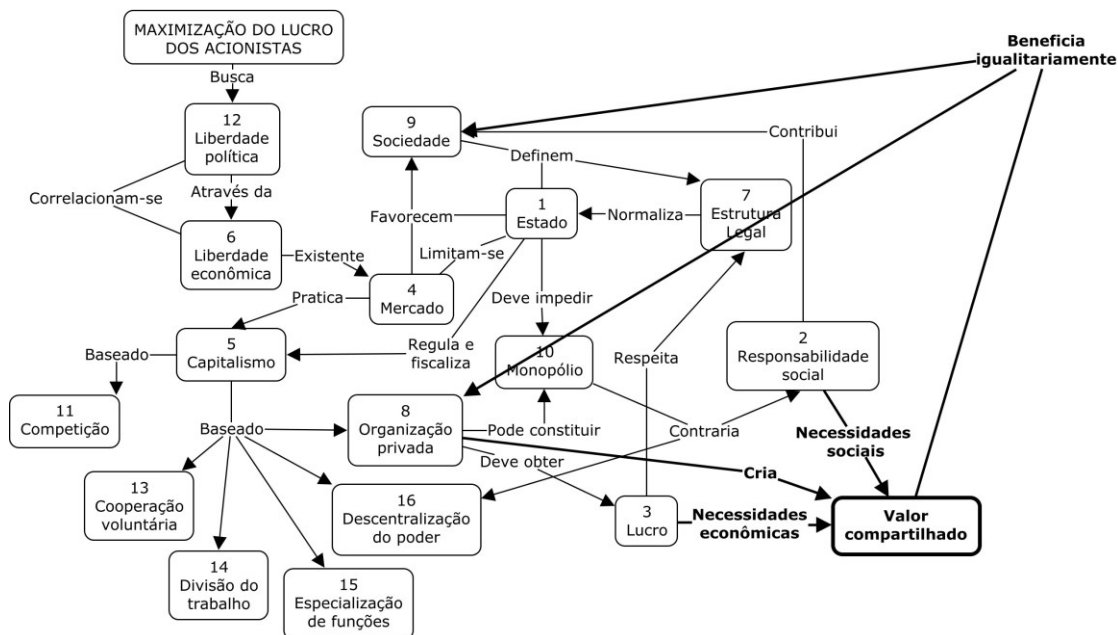 MAXIMIZAÇÃO DO LUCRO
DOS ACIONISTAS
Beneficia
igualitariamente
Busca
12
Liberdade
política
9
Sociedade
Contribui
Definem
Correlacionam-se
Através da
7
Estrutura
Legal
1
Estado
Normaliza
Favorecem
6
Liberdade
econômica
Existente
Limitam-se
4
Mercado
Pratica
Deve impedir
Baseado
5
Capitalismo
Regula e
fiscaliza
10
Monopólio
Respeita
2
Responsabilidade
social
11
Competição
Baseado
8
Organização
privada
Pode constituir
Contraria
Necessidades
sociais
Deve obter
Cria
13
Cooperação
voluntária
16
Descentralização
do poder
3
Lucro
Necessidades
econômicas
Valor
compartilhado
14
Divisão do
trabalho
15
Especialização
de funções